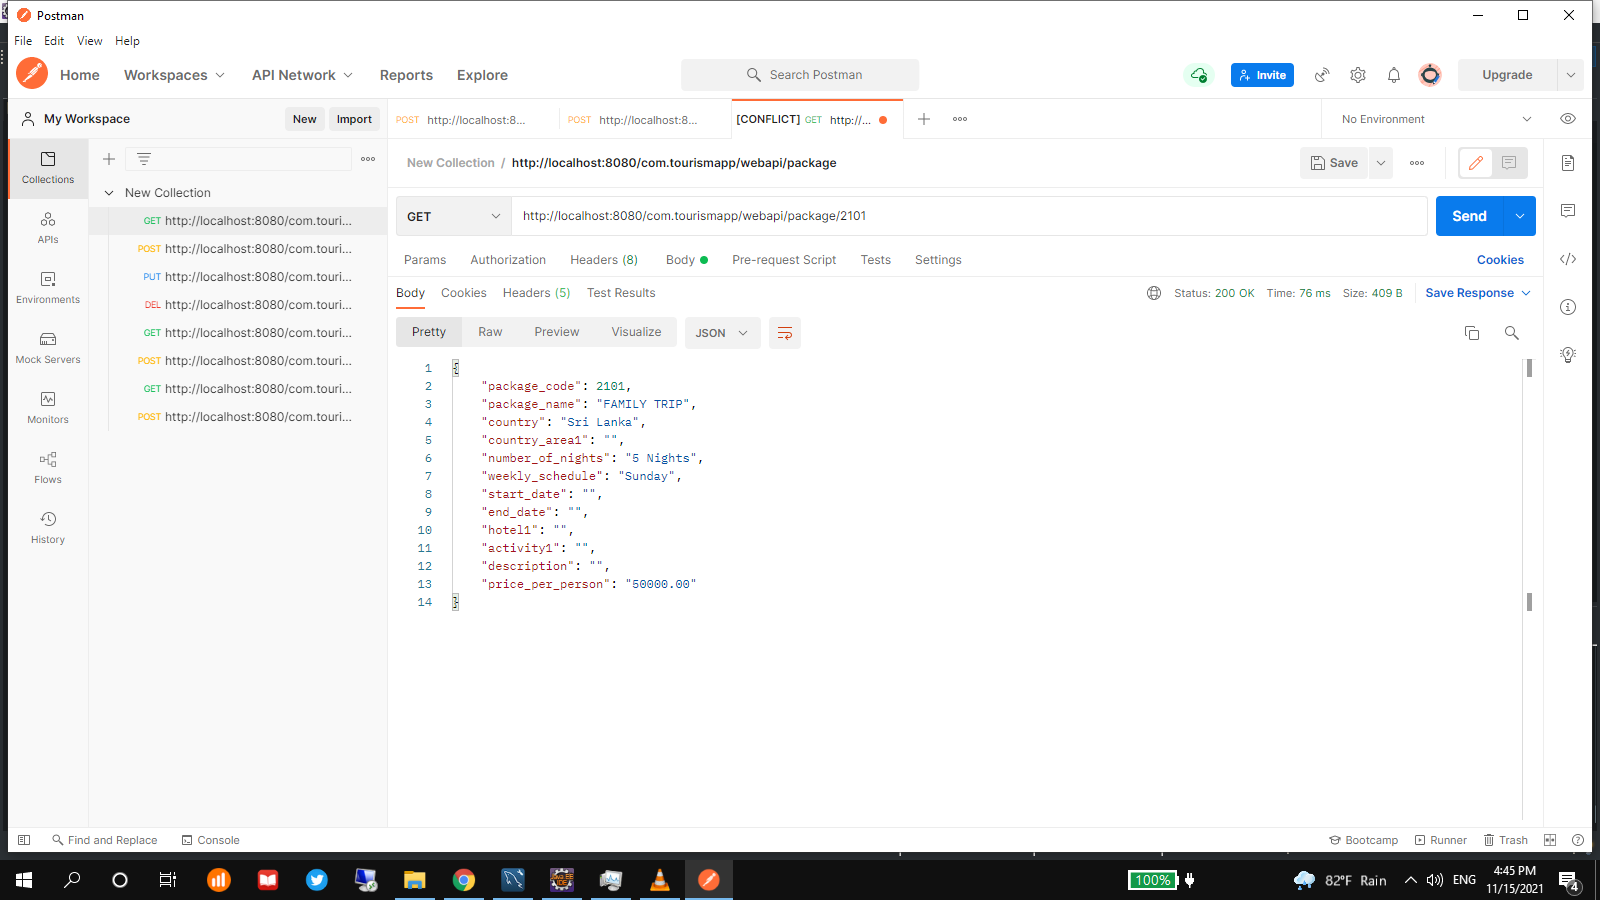 Postman
File Edit View Help
Home Workspaces API Network Reports Explore
Search Postman
Invite
Upgrade
My Workspace
New Import
POST http://localhost:8...
POST http://localhost:8...
[CONFLICT] GET http://...
No Environment
New Collection / http://localhost:8080/com.tourismapp/webapi/package
Save
Collections
APIs
Environments
Mock Servers
Monitors
Flows
History
New Collection
GET http://localhost:8080/com.touri...
POST http://localhost:8080/com.touri...
PUT http://localhost:8080/com.touri...
DEL http://localhost:8080/com.touri...
GET http://localhost:8080/com.touri...
POST http://localhost:8080/com.touri...
GET http://localhost:8080/com.touri...
POST http://localhost:8080/com.touri...
GET http://localhost:8080/com.tourismapp/webapi/package/2101
Send
Params Authorization Headers (8) Body Pre-request Script Tests Settings Cookies
Body Cookies Headers (5) Test Results
Status: 200 OK Time: 76 ms Size: 409 B Save Response
Pretty Raw Preview Visualize JSON
1 {
2 "package_code": 2101,
3 "package_name": "FAMILY TRIP",
4 "country": "Sri Lanka",
5 "country_area1": "",
6 "number_of_nights": "5 Nights",
7 "weekly_schedule": "Sunday",
8 "start_date": "",
9 "end_date": "",
10 "hotel1": "",
11 "activity1": "",
12 "description": "",
13 "price_per_person": "50000.00"
14 }
Find and Replace Console
Bootcamp Runner Trash
100%
82°F Rain
ENG
4:45 PM
11/15/2021
4